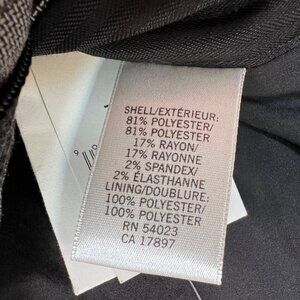 SHELL/EXTÉRIEUR:
81% POLYESTER/
81% POLYESTER
17% RAYON/
17% RAYONNE
2% SPANDEX/
2% ÉLASTHANNE
LINING/DOUBLURE:
100% POLYESTER/
100% POLYESTER
RN 54023
CA 17897